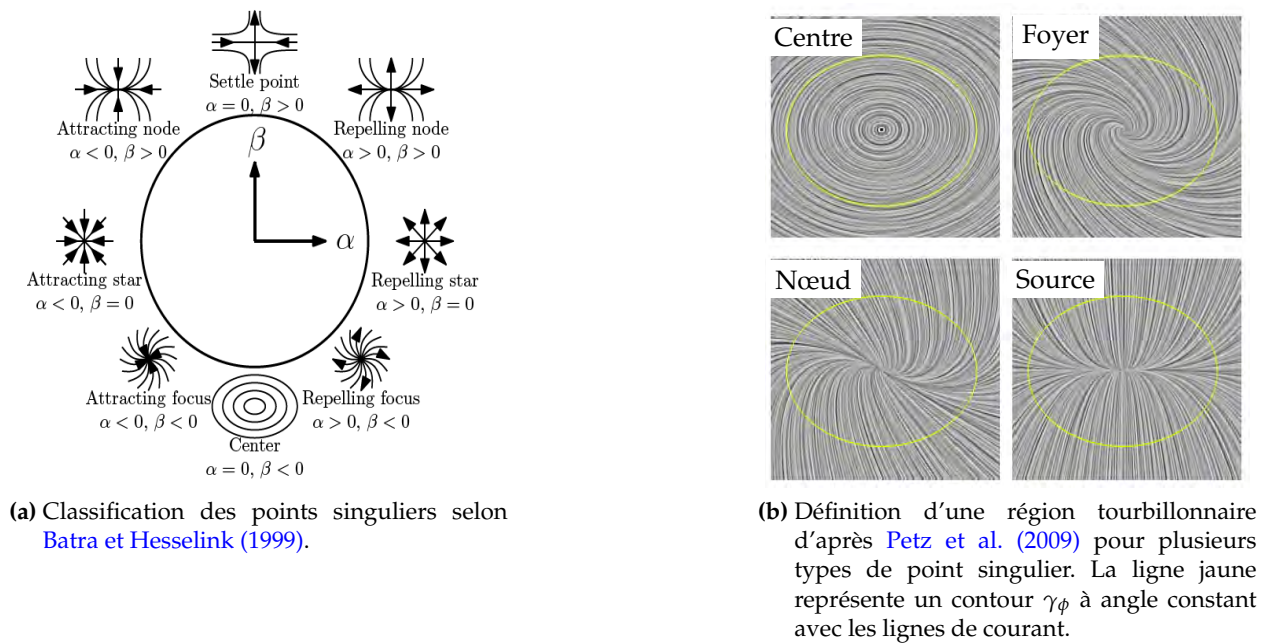 Settle point
α = 0, β > 0
Attracting node
α < 0, β > 0
Repelling node
α > 0, β > 0
β
α
Attracting star
α < 0, β = 0
Repelling star
α > 0, β = 0
Attracting focus
α < 0, β < 0
Repelling focus
α > 0, β < 0
Center
α = 0, β < 0
(a) Classification des points singuliers selon
Batra et Hesselink (1999).
Centre
Foyer
Nœud
Source
(b) Définition d'une région tourbillonnaire
d'après Petz et al. (2009) pour plusieurs
types de point singulier. La ligne jaune
représente un contour γϕ à angle constant
avec les lignes de courant.